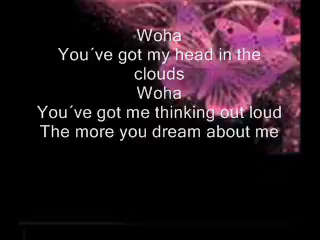 Woha
You´ve got my head in the
clouds
Woha
You´ve got me thinking out loud
The more you dream about me